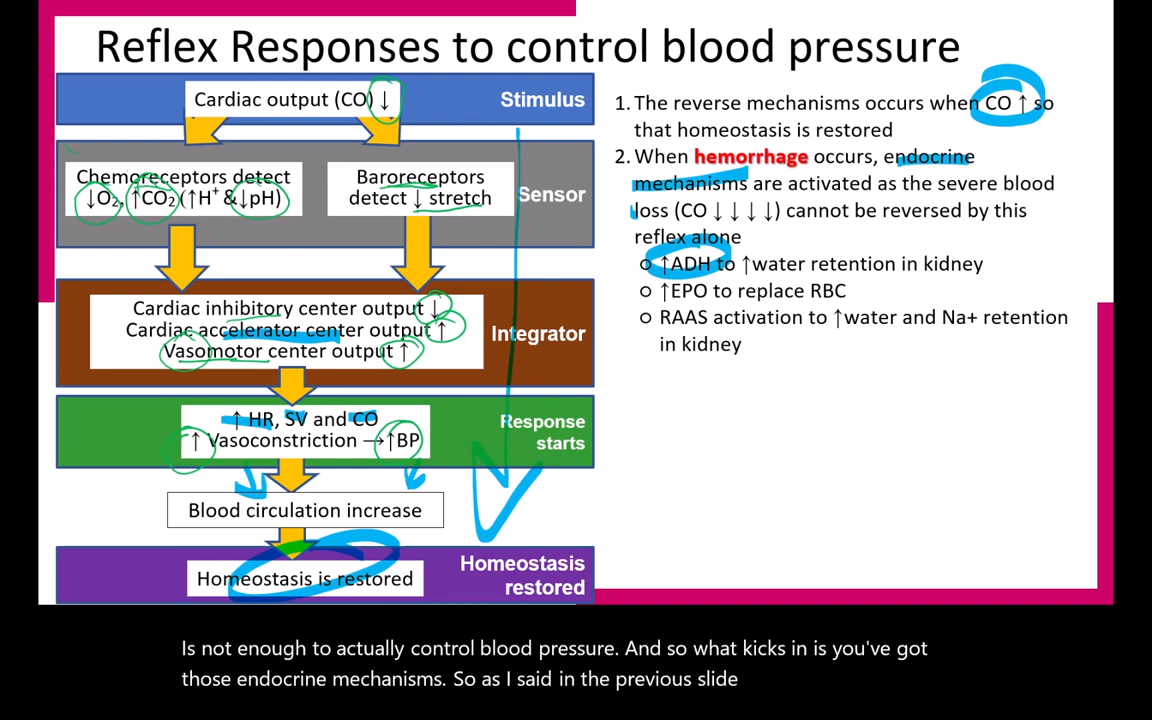 Reflex Responses to control blood pressure
Cardiac output (CO) ↓
Stimulus
Chemoreceptors detect
↓O₂, ↑CO₂ (↑H⁺ & ↓pH)
Baroreceptors
detect ↓ stretch
Sensor
Cardiac inhibitory center output ↓
Cardiac accelerator center output ↑
Vasomotor center output ↑
Integrator
↑ HR, SV and CO
↑ Vasoconstriction →↑BP
Response
starts
Blood circulation increase
Homeostasis is restored
Homeostasis
restored
1. The reverse mechanisms occurs when CO ↑ so
that homeostasis is restored
2. When hemorrhage occurs, endocrine
mechanisms are activated as the severe blood
loss (CO ↓ ↓ ↓ ↓) cannot be reversed by this
reflex alone
○ ↑ADH to ↑water retention in kidney
○ ↑EPO to replace RBC
○ RAAS activation to ↑water and Na+ retention
in kidney
Is not enough to actually control blood pressure. And so what kicks in is you've got
those endocrine mechanisms. So as I said in the previous slide